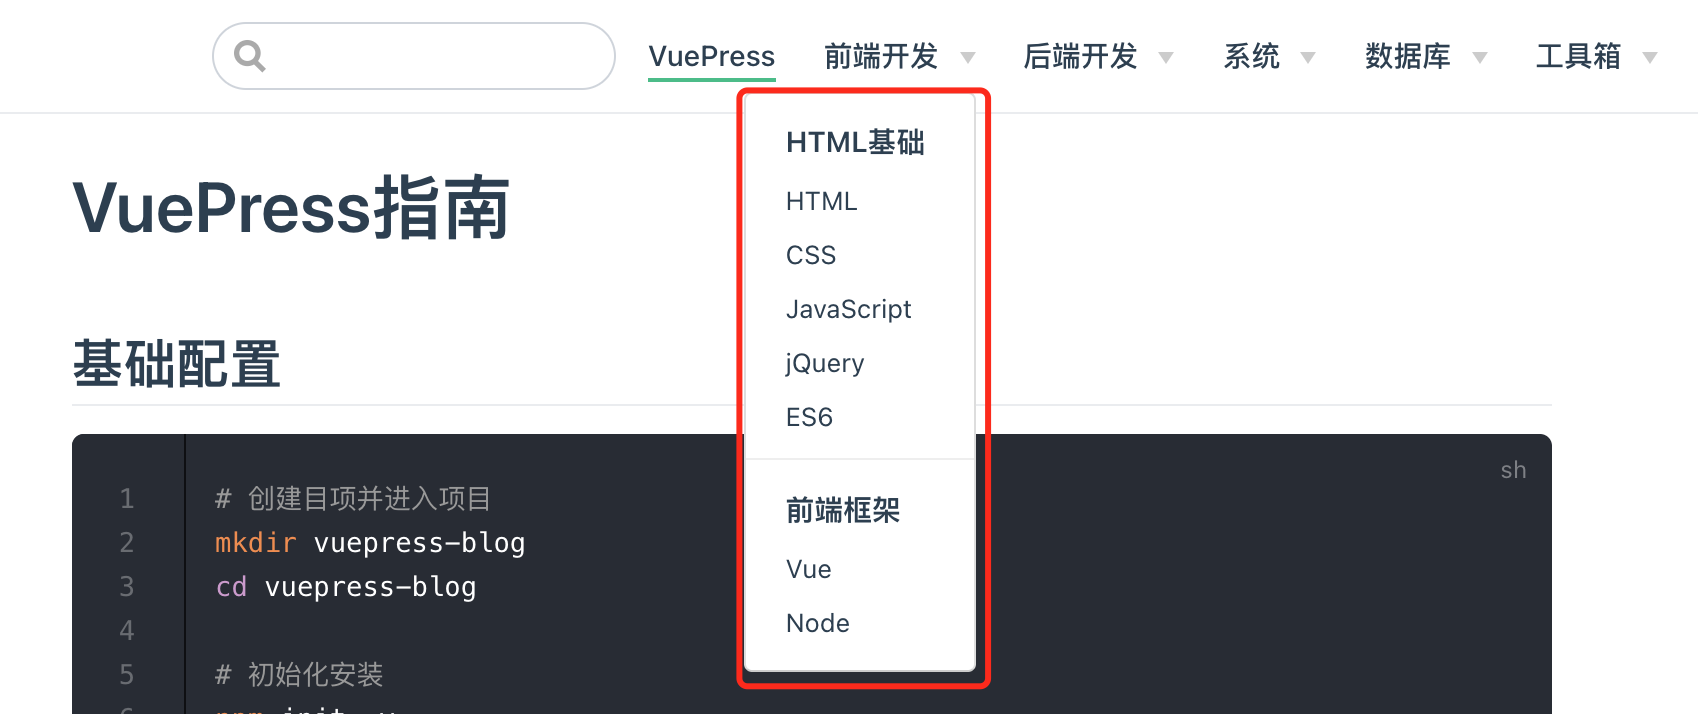 VuePress 前端开发 后端开发 系统 数据库 工具箱
HTML基础
HTML
CSS
JavaScript
jQuery
ES6
前端框架
Vue
Node
VuePress指南
基础配置
sh
1 # 创建目项并进入项目
2 mkdir vuepress-blog
3 cd vuepress-blog
4
5 # 初始化安装